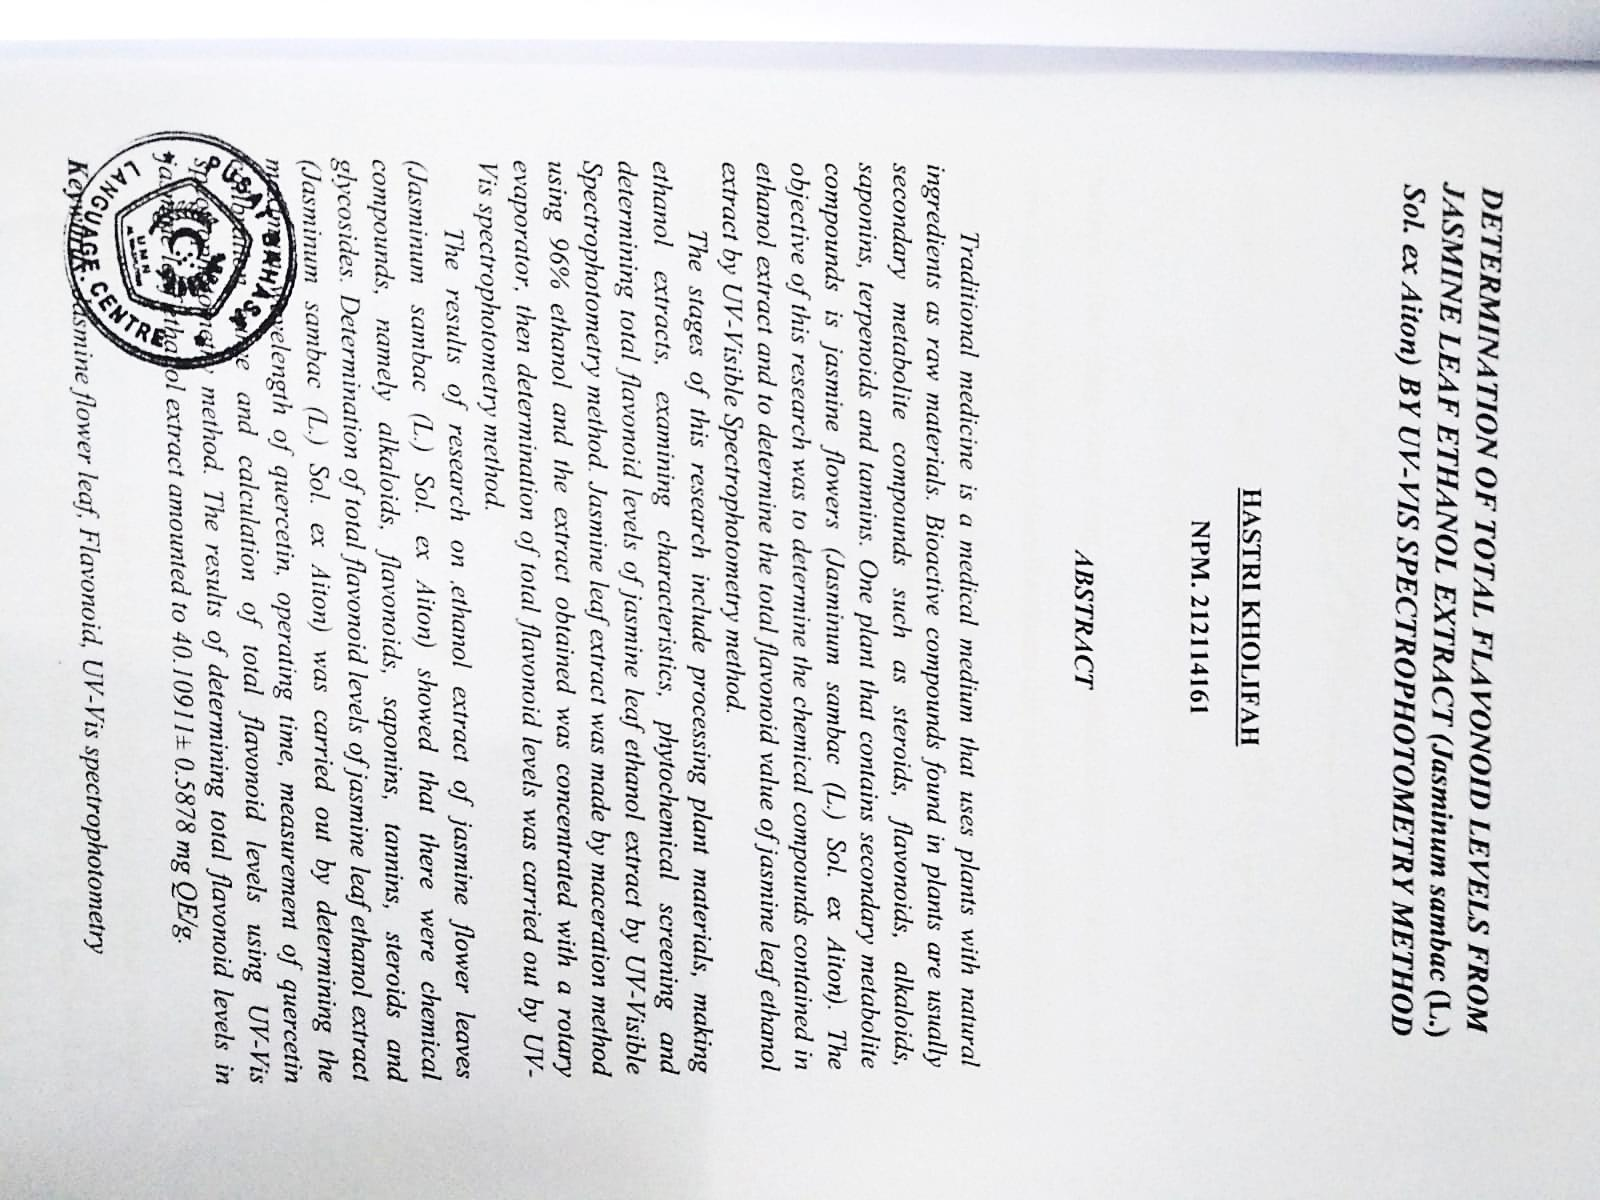 DETERMINATION OF TOTAL FLAVONOID LEVELS FROM
JASMINE LEAF ETHANOL EXTRACT (Jasminum sambac (L.)
Sol. ex Aiton) BY UV-VIS SPECTROPHOTOMETRY METHOD
HASTRI KHOLIFAH
NPM. 212114161
ABSTRACT
Traditional medicine is a medical medium that uses plants with natural
ingredients as raw materials. Bioactive compounds found in plants are usually
secondary metabolite compounds such as steroids, flavonoids, alkaloids,
saponins, terpenoids and tannins. One plant that contains secondary metabolite
compounds is jasmine flowers (Jasminum sambac (L.) Sol. ex Aiton). The
objective of this research was to determine the chemical compounds contained in
ethanol extract and to determine the total flavonoid value of jasmine leaf ethanol
extract by UV-Visible Spectrophotometry method.
The stages of this research include processing plant materials, making
ethanol extracts, examining characteristics, phytochemical screening and
determining total flavonoid levels of jasmine leaf ethanol extract by UV-Visible
Spectrophotometry method. Jasmine leaf extract was made by maceration method
using 96% ethanol and the extract obtained was concentrated with a rotary
evaporator, then determination of total flavonoid levels was carried out by UV-
Vis spectrophotometry method.
The results of research on .ethanol extract of jasmine flower leaves
(Jasminum sambac (L.) Sol. ex Aiton) showed that there were chemical
compounds, namely alkaloids, flavonoids, saponins, tannins, steroids and
glycosides. Determination of total flavonoid levels of jasmine leaf ethanol extract
(Jasminum sambac (L.) Sol. ex Aiton) was carried out by determining the
of quercetin, operating time, measurement of quercetin
and calculation of total flavonoid levels using UV-Vis
method. The results of determining total flavonoid levels in
extract amounted to 40.10911± 0.5878 mg QE/g.
flower leaf, Flavonoid, UV-Vis spectrophotometry
PUSAT BAHASA
UMN
LANGUAGE CENTRE